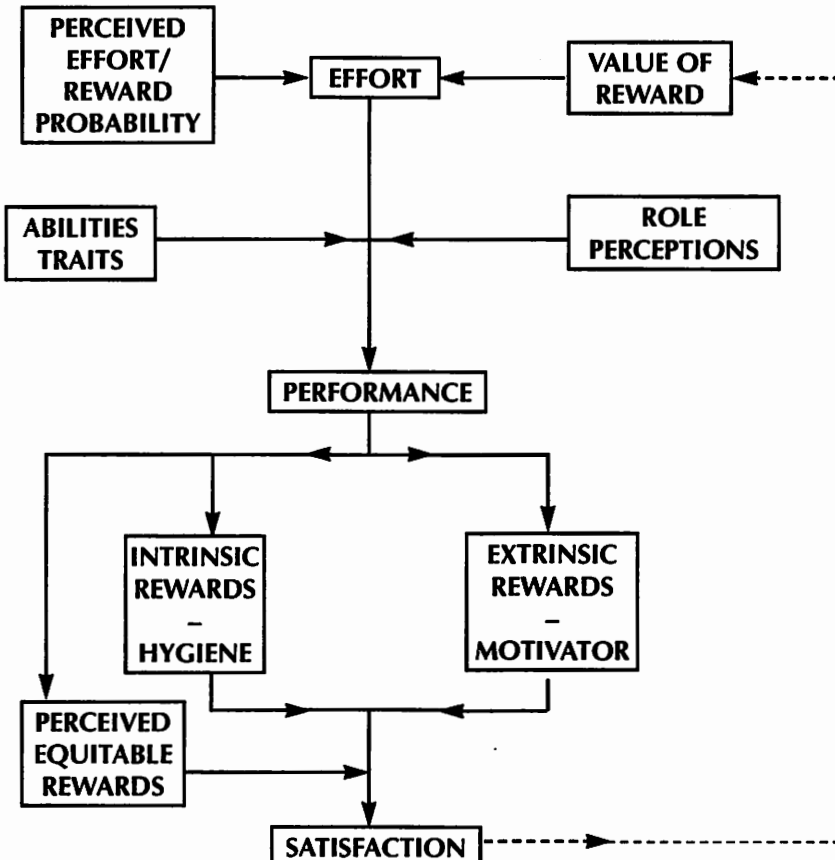 PERCEIVED
EFFORT/
REWARD
PROBABILITY
EFFORT
VALUE OF
REWARD
ABILITIES
TRAITS
ROLE
PERCEPTIONS
PERFORMANCE
INTRINSIC
REWARDS
–
HYGIENE
EXTRINSIC
REWARDS
–
MOTIVATOR
PERCEIVED
EQUITABLE
REWARDS
SATISFACTION